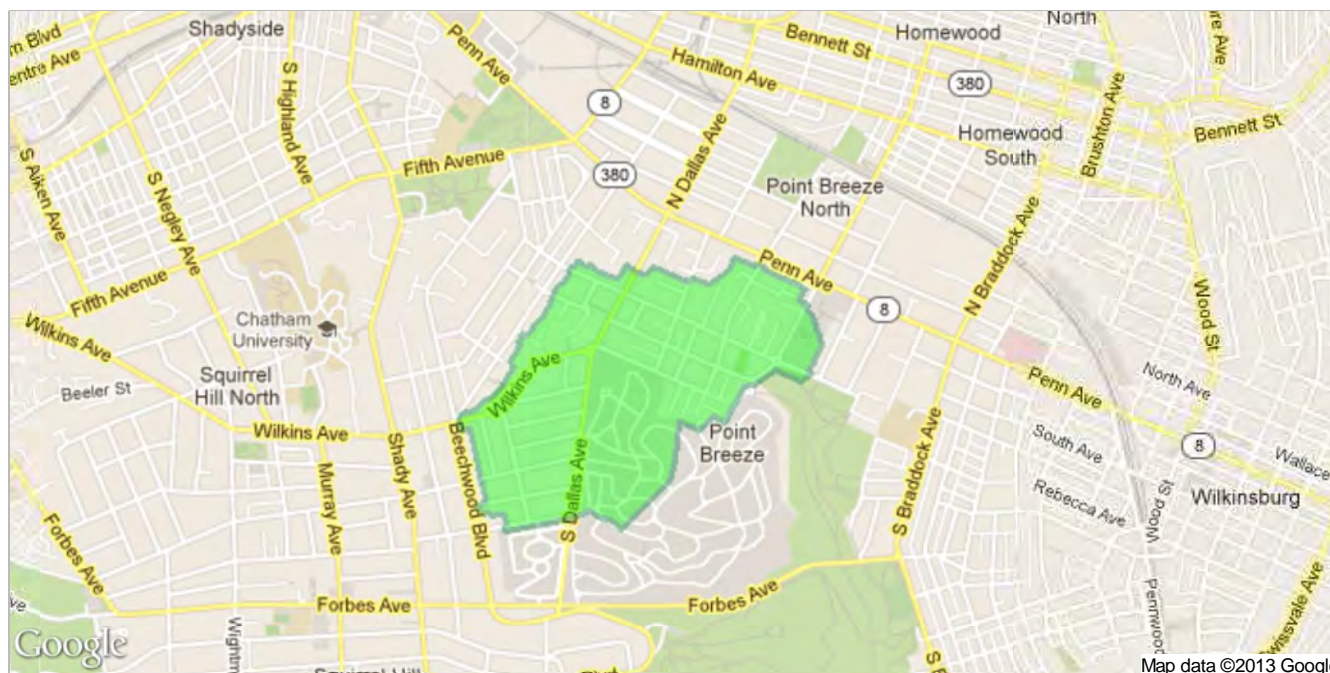 North
Shadyside
Homewood
Bennett St
Penn Ave
Hamilton Ave
380
8
S Highland Ave
Brushton Ave
Bennett St
Homewood
South
Fifth Avenue
N Dallas Ave
S Aiken Ave
S Negley Ave
380
Point Breeze
North
N Braddock Ave
Wood St
Penn Ave
Fifth Avenue
8
Wilkins Ave
Chatham
University
Wilkins Ave
North Ave
Penn Ave
Beeler St
Squirrel
Hill North
Wilkins Ave
Beechwood Blvd
Shady Ave
Murray Ave
S Dallas Ave
Point
Breeze
S Braddock Ave
South Ave
8
Wallace
Rebecca Ave
Wood St
Wilkinsburg
Forbes Ave
Forbes Ave
Forbes Ave
Pennwood
Google
Map data ©2013 Google